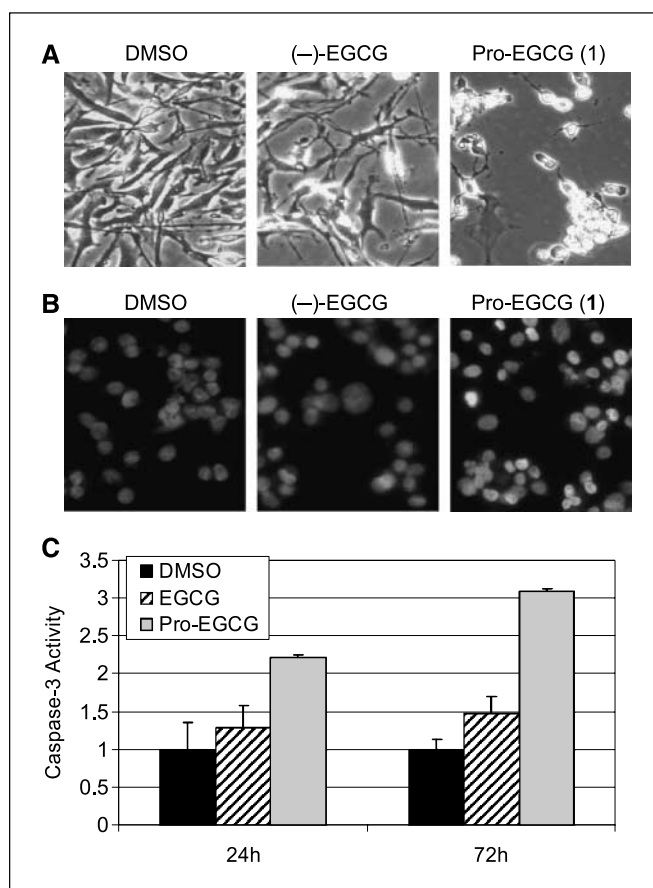 A
DMSO (–)-EGCG Pro-EGCG (1)
B
DMSO (–)-EGCG Pro-EGCG (1)
C
Caspase-3 Activity
3.5
3
2.5
2
1.5
1
0.5
0
DMSO
EGCG
Pro-EGCG
24h 72h